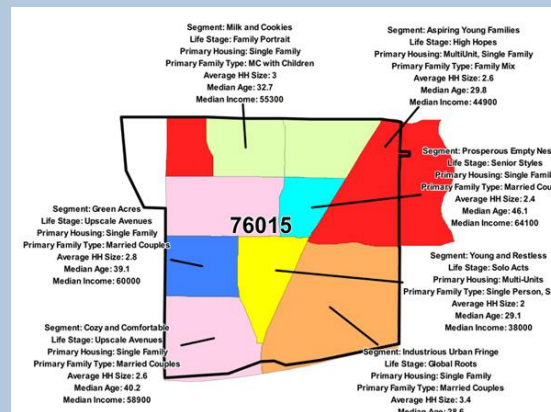 Segment: Milk and Cookies
Life Stage: Family Portrait
Primary Housing: Single Family
Primary Family Type: MC with Children
Average HH Size: 3
Median Age: 32.7
Median Income: 55300
Segment: Aspiring Young Families
Life Stage: High Hopes
Primary Housing: MultiUnit, Single Family
Primary Family Type: Family Mix
Average HH Size: 2.6
Median Age: 29.8
Median Income: 44900
Segment: Prosperous Empty Nes
Life Stage: Senior Styles
Primary Housing: Single Famil
Primary Family Type: Married Cou
Average HH Size: 2.4
Median Age: 46.1
Median Income: 64100
76015
Segment: Green Acres
Life Stage: Upscale Avenues
Primary Housing: Single Family
Primary Family Type: Married Couples
Average HH Size: 2.8
Median Age: 39.1
Median Income: 60000
Segment: Young and Restless
Life Stage: Solo Acts
Primary Housing: Multi-Units
Primary Family Type: Single Person, S
Average HH Size: 2
Median Age: 29.1
Median Income: 38000
Segment: Cozy and Comfortable
Life Stage: Upscale Avenues
Primary Housing: Single Family
Primary Family Type: Married Couples
Average HH Size: 2.6
Median Age: 40.2
Median Income: 58900
Segment: Industrious Urban Fringe
Life Stage: Global Roots
Primary Housing: Single Family
Primary Family Type: Married Couples
Average HH Size: 3.4
Median Age: 28.6